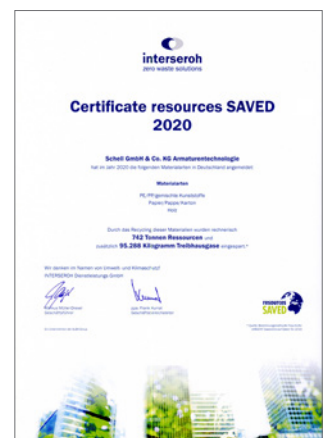 interseroh
zero waste solutions
Certificate resources SAVED
2020
Schell GmbH & Co. KG Armaturentechnologie
hat im Jahr 2020 die folgenden Materialarten in Deutschland angemeldet
Materialarten
PE/PP/gemischte Kunststoffe
Papier/Pappe/Karton
Holz
Durch das Recycling dieser Materialien wurden rechnerisch
742 Tonnen Ressourcen und
zusätzlich 95.288 Kilogramm Treibhausgase eingespart.*
Wir danken im Namen von Umwelt- und Klimaschutz!
INTERSEROH Dienstleistungs GmbH
resources
SAVED